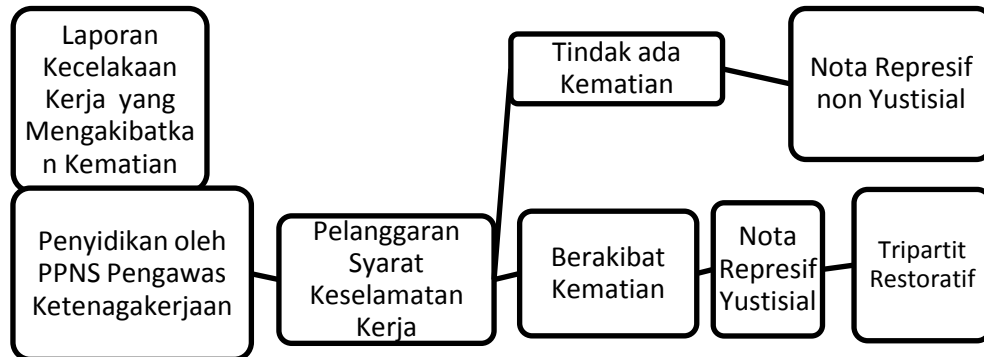 Laporan
Kecelakaan
Kerja yang
Mengakibatka
n Kematian
Penyidikan oleh
PPNS Pengawas
Ketenagakerjaan
Pelanggaran
Syarat
Keselamatan
Kerja
Tindak ada
Kematian
Nota Represif
non Yustisial
Berakibat
Kematian
Nota
Represif
Yustisial
Tripartit
Restoratif